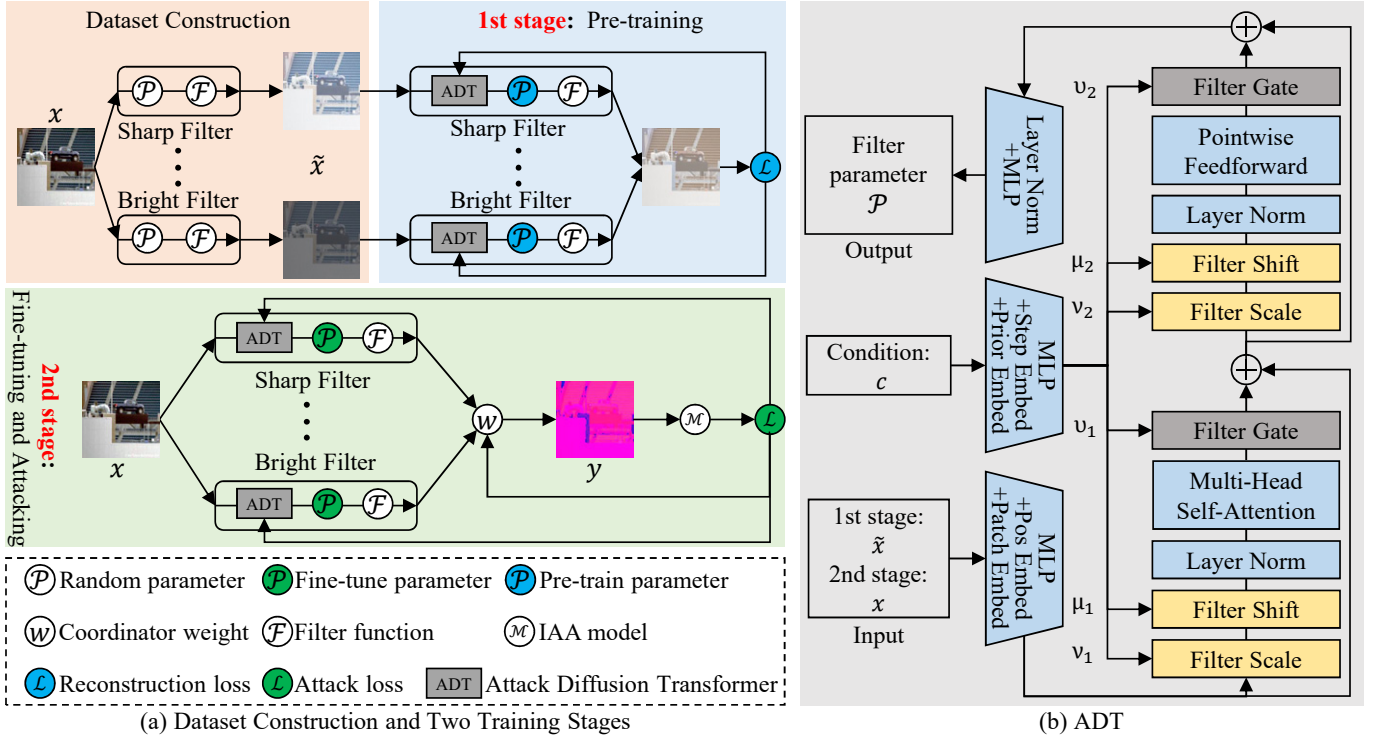 Dataset Construction
x
𝒫
ℱ
Sharp Filter
x̃
Bright Filter
𝒫
ℱ
1st stage: Pre-training
ADT
𝒫
ℱ
Sharp Filter
ℒ
Bright Filter
ADT
𝒫
ℱ
2nd stage:
Fine-tuning and Attacking
x
ADT
𝒫
ℱ
Sharp Filter
w
y
ℳ
ℒ
Bright Filter
ADT
𝒫
ℱ
𝒫 Random parameter
𝒫 Fine-tune parameter
𝒫 Pre-train parameter
w Coordinator weight
ℱ Filter function
ℳ IAA model
ℒ Reconstruction loss
ℒ Attack loss
ADT Attack Diffusion Transformer
(a) Dataset Construction and Two Training Stages
Filter
parameter
𝒫
Output
Layer Norm
+MLP
Condition:
c
MLP
+Step Embed
+Prior Embed
1st stage:
x̃
2nd stage:
x
Input
MLP
+Pos Embed
+Patch Embed
υ₂
μ₂
ν₂
υ₁
μ₁
ν₁
Filter Gate
Pointwise
Feedforward
Layer Norm
Filter Shift
Filter Scale
Filter Gate
Multi-Head
Self-Attention
Layer Norm
Filter Shift
Filter Scale
(b) ADT